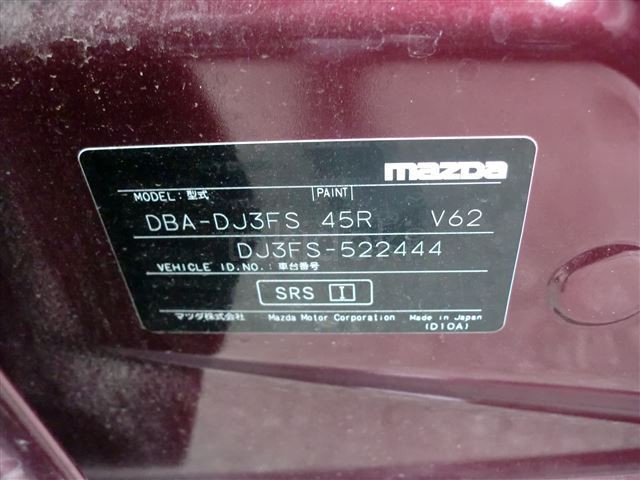 mazda
MODEL: 型式 PAINT
DBA-DJ3FS 45R V62
DJ3FS-522444
VEHICLE ID.NO.: 車台番号
SRS I
マツダ株式会社 Mazda Motor Corporation Made in Japan
(D10A)